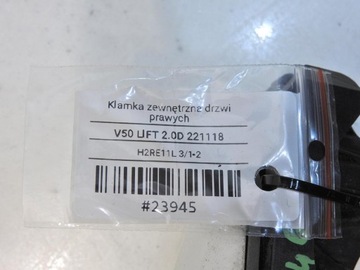 Klamka zewnętrzna drzwi
prawych
V50 LIFT 2.0D 221118
H2RE11L 3/1-2
#23945